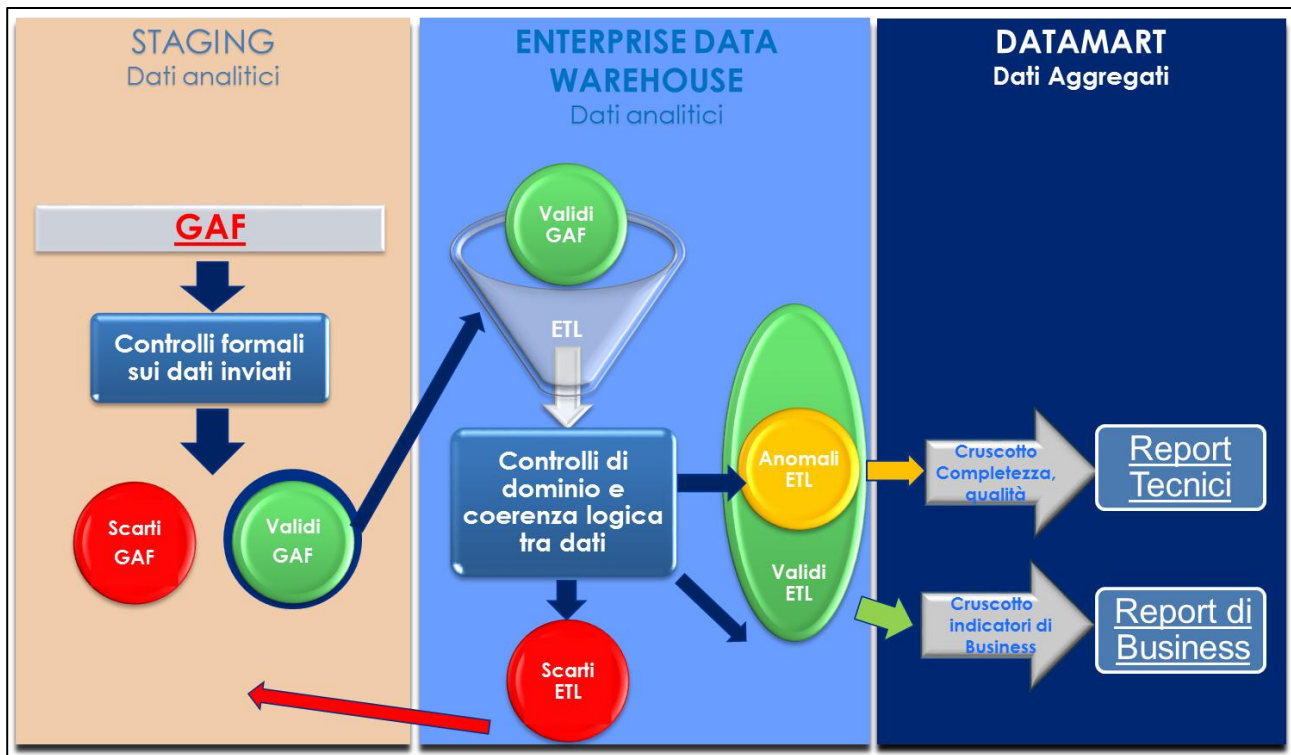 STAGING
Dati analitici
GAF
Controlli formali
sui dati inviati
Scarti
GAF
Validi
GAF
ENTERPRISE DATA
WAREHOUSE
Dati analitici
Validi
GAF
ETL
Controlli di
dominio e
coerenza logica
tra dati
Anomali
ETL
Validi
ETL
Scarti
ETL
DATAMART
Dati Aggregati
Cruscotto
Completezza,
qualità
Report
Tecnici
Cruscotto
indicatori di
Business
Report di
Business